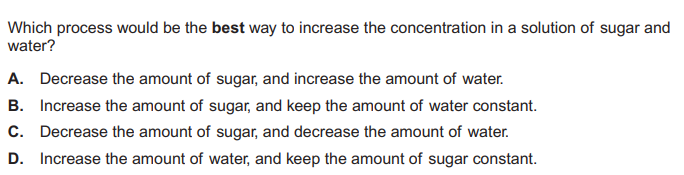 Which process would be the best way to increase the concentration in a solution of sugar and
water?
A. Decrease the amount of sugar, and increase the amount of water.
B. Increase the amount of sugar, and keep the amount of water constant.
C. Decrease the amount of sugar, and decrease the amount of water.
D. Increase the amount of water, and keep the amount of sugar constant.